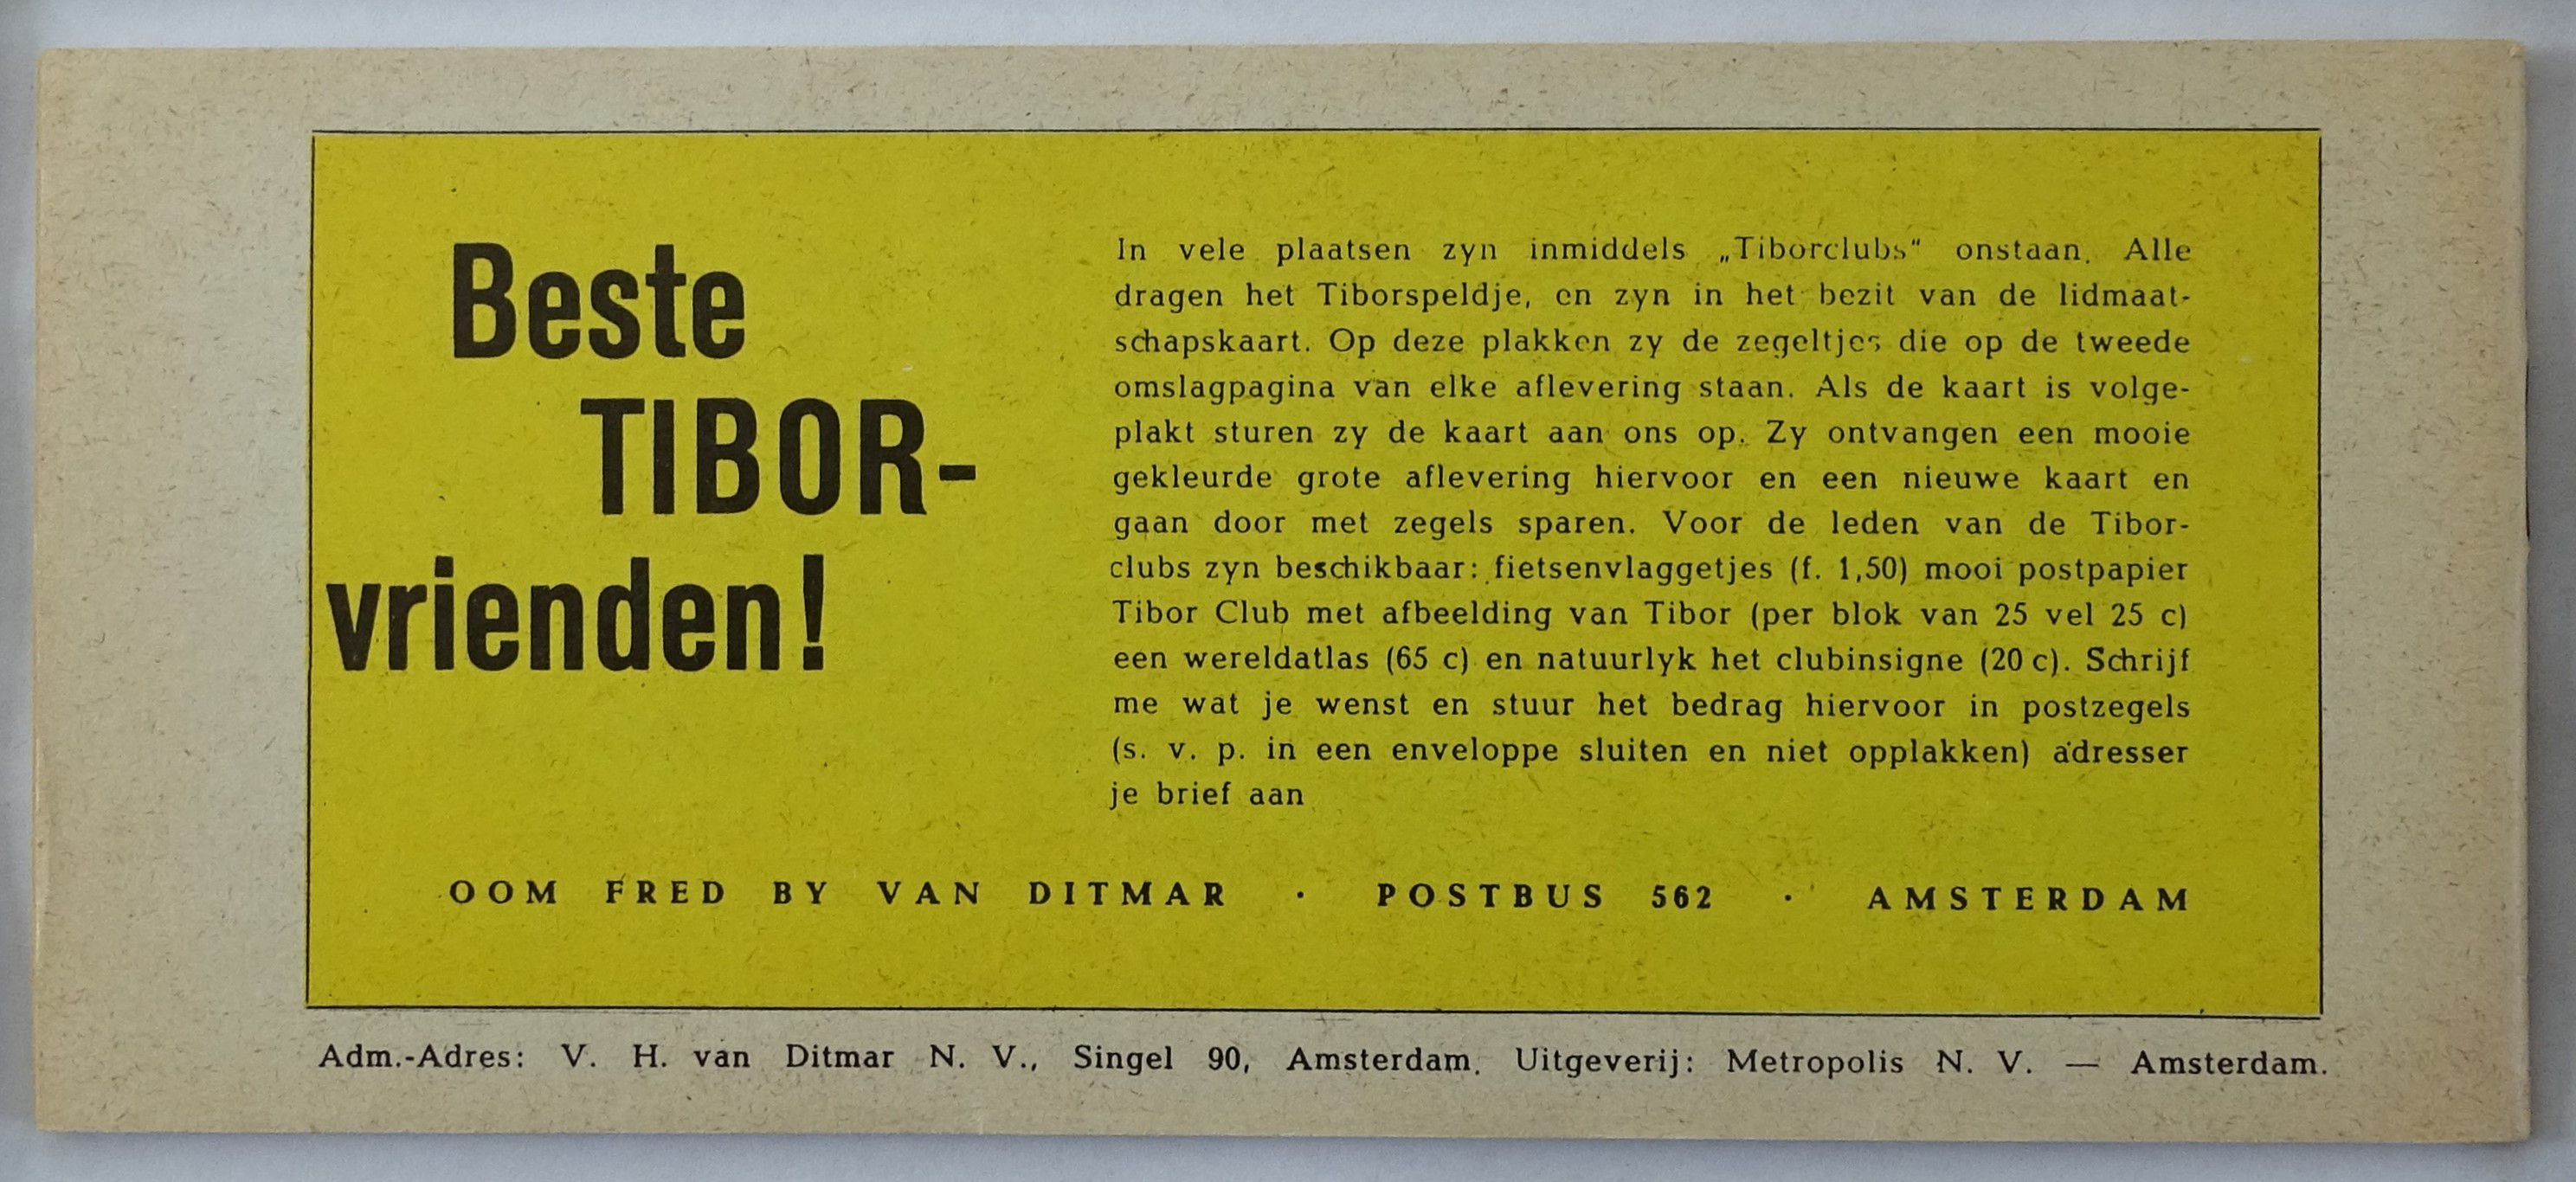 Beste
TIBOR-
vrienden!
In vele plaatsen zyn inmiddels „Tiborclubs“ onstaan. Alle
dragen het Tiborspeldje, en zyn in het bezit van de lidmaat-
schapskaart. Op deze plakken zy de zegeltjes die op de tweede
omslagpagina van elke aflevering staan. Als de kaart is volge-
plakt sturen zy de kaart aan ons op. Zy ontvangen een mooie
gekleurde grote aflevering hiervoor en een nieuwe kaart en
gaan door met zegels sparen. Voor de leden van de Tibor-
clubs zyn beschikbaar: fietsenvlaggetjes (f. 1,50) mooi postpapier
Tibor Club met afbeelding van Tibor (per blok van 25 vel 25 c)
een wereldatlas (65 c) en natuurlyk het clubinsigne (20 c). Schrijf
me wat je wenst en stuur het bedrag hiervoor in postzegels
(s. v. p. in een enveloppe sluiten en niet opplakken) adresser
je brief aan
OOM FRED BY VAN DITMAR · POSTBUS 562 · AMSTERDAM
Adm.-Adres: V. H. van Ditmar N. V., Singel 90, Amsterdam. Uitgeverij: Metropolis N. V. — Amsterdam.